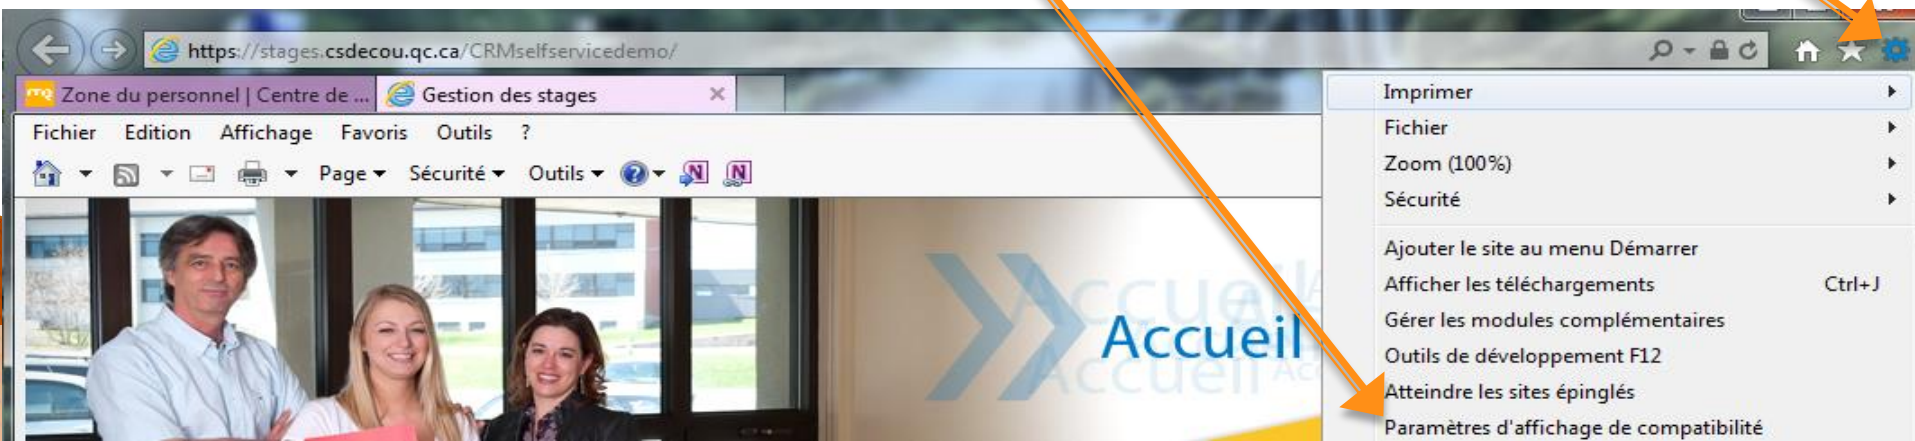 https://stages.csdecou.qc.ca/CRMselfservicedemo/
Zone du personnel | Centre de ...
Gestion des stages
Fichier Edition Affichage Favoris Outils ?
Page Sécurité Outils
Accueil
Accueil
Accueil
Imprimer
Fichier
Zoom (100%)
Sécurité
Ajouter le site au menu Démarrer
Afficher les téléchargements Ctrl+J
Gérer les modules complémentaires
Outils de développement F12
Atteindre les sites épinglés
Paramètres d'affichage de compatibilité